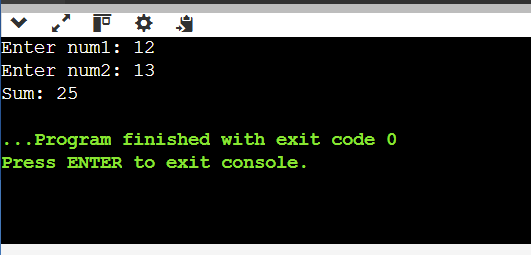 Enter num1: 12
Enter num2: 13
Sum: 25
...Program finished with exit code 0
Press ENTER to exit console.